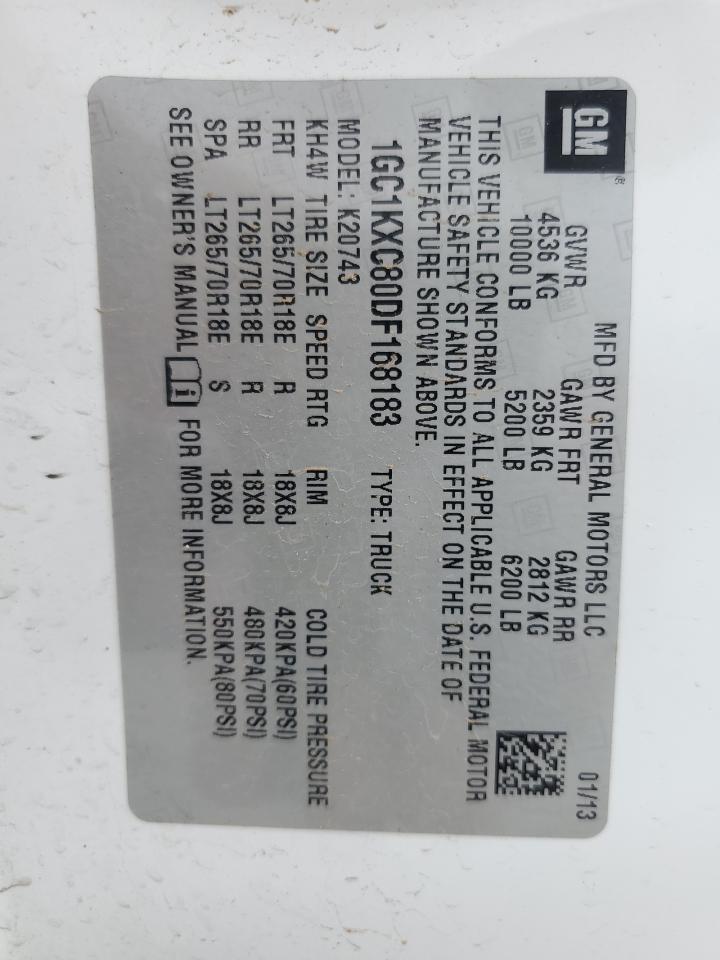 GM
MFD BY GENERAL MOTORS LLC 01/13
GVWR GAWR FRT GAWR RR
4536 KG 2359 KG 2812 KG
10000 LB 5200 LB 6200 LB
THIS VEHICLE CONFORMS TO ALL APPLICABLE U.S. FEDERAL MOTOR
VEHICLE SAFETY STANDARDS IN EFFECT ON THE DATE OF
MANUFACTURE SHOWN ABOVE.
1GC1KXC80DF168183 TYPE: TRUCK
MODEL: K20743
KH4W TIRE SIZE SPEED RTG RIM COLD TIRE PRESSURE
FRT LT265/70R18E R 18X8J 420KPA(60PSI)
RR LT265/70R18E R 18X8J 480KPA(70PSI)
SPA LT265/70R18E S 18X8J 550KPA(80PSI)
SEE OWNER'S MANUAL i FOR MORE INFORMATION.